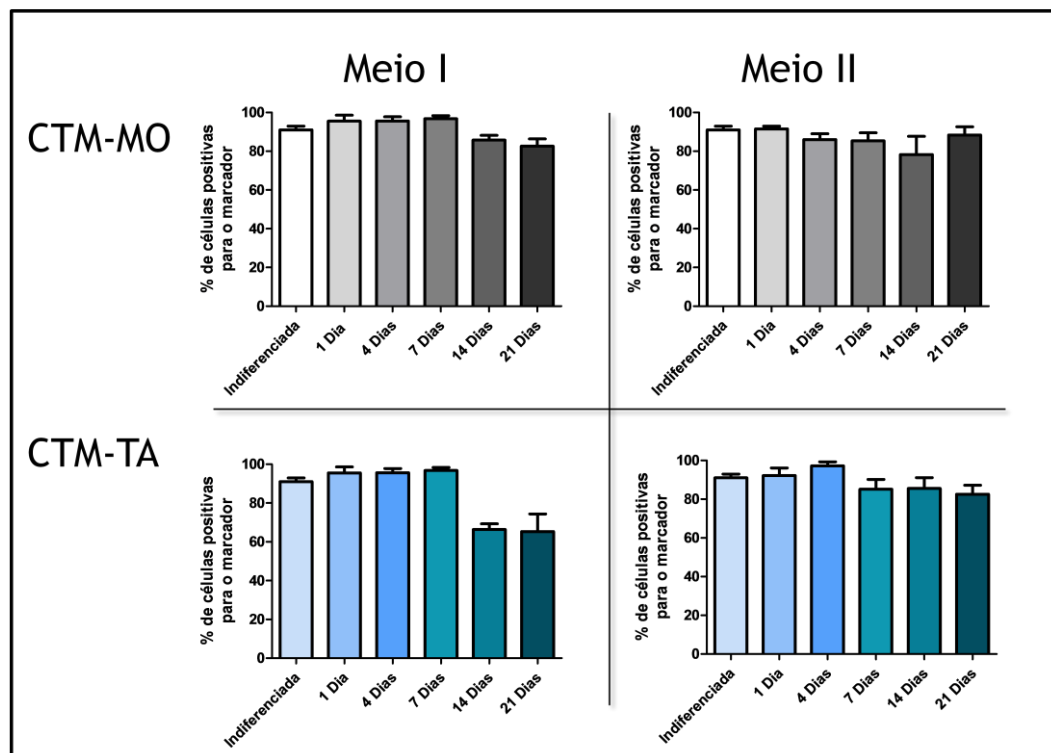 Meio I
Meio II
CTM-MO
% de células positivas
para o marcador
100
80
60
40
20
0
Indiferenciada
1 Dia
4 Dias
7 Dias
14 Dias
21 Dias
% de células positivas
para o marcador
100
80
60
40
20
0
Indiferenciada
1 Dia
4 Dias
7 Dias
14 Dias
21 Dias
CTM-TA
% de células positivas
para o marcador
100
80
60
40
20
0
Indiferenciada
1 Dia
4 Dias
7 Dias
14 Dias
21 Dias
% de células positivas
para o marcador
100
80
60
40
20
0
Indiferenciada
1 Dia
4 Dias
7 Dias
14 Dias
21 Dias